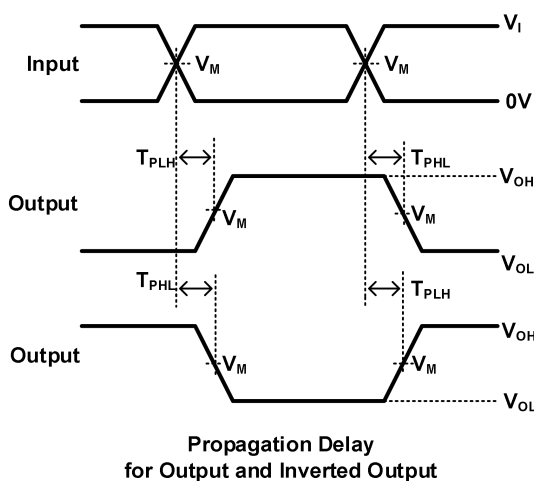 V_I
Input
V_M V_M
0V
T_PLH T_PHL
V_OH
Output
V_M V_M
V_OL
T_PHL T_PLH
V_OH
Output
V_M V_M
V_OL
Propagation Delay
for Output and Inverted Output